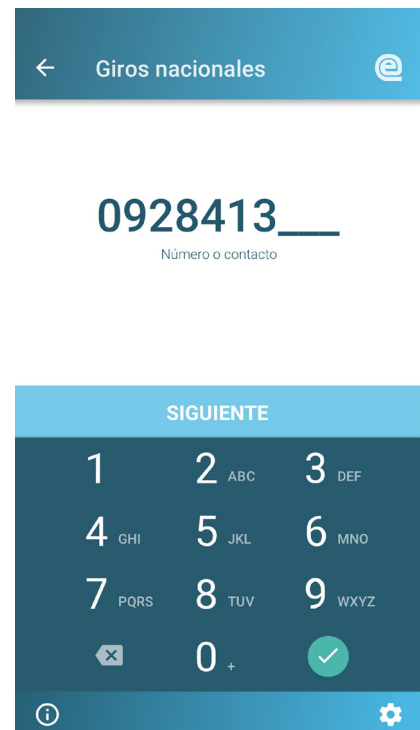 Giros nacionales
0928413___
Número o contacto
SIGUIENTE
1 2 ABC 3 DEF
4 GHI 5 JKL 6 MNO
7 PQRS 8 TUV 9 WXYZ
0 +